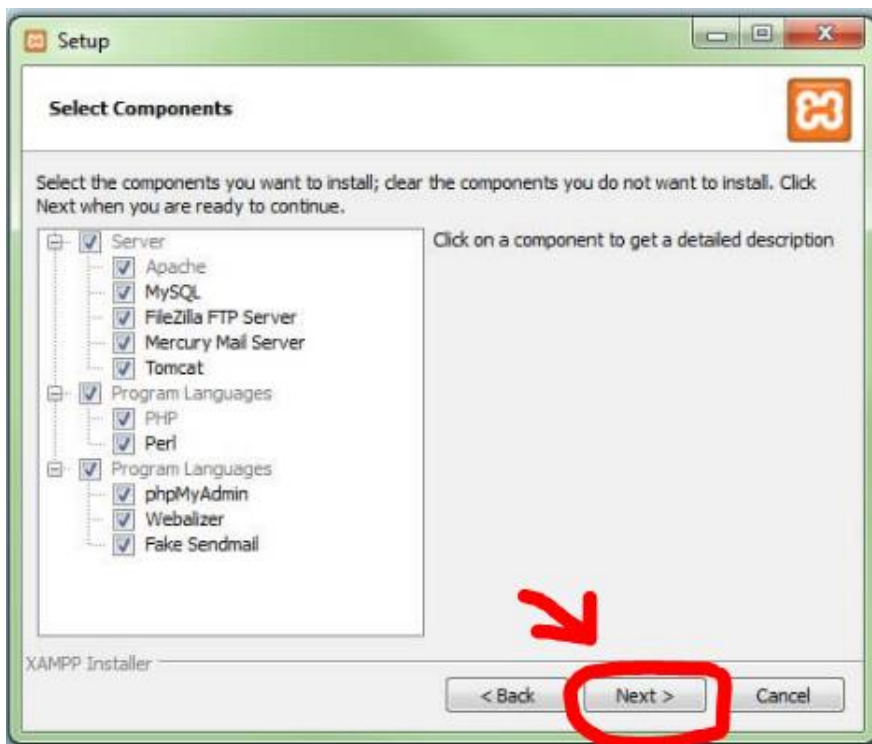 Setup
Select Components
Select the components you want to install; clear the components you do not want to install. Click
Next when you are ready to continue.
Server
Apache
MySQL
FileZilla FTP Server
Mercury Mail Server
Tomcat
Program Languages
PHP
Perl
Program Languages
phpMyAdmin
Webalizer
Fake Sendmail
Click on a component to get a detailed description
XAMPP Installer
< Back
Next >
Cancel